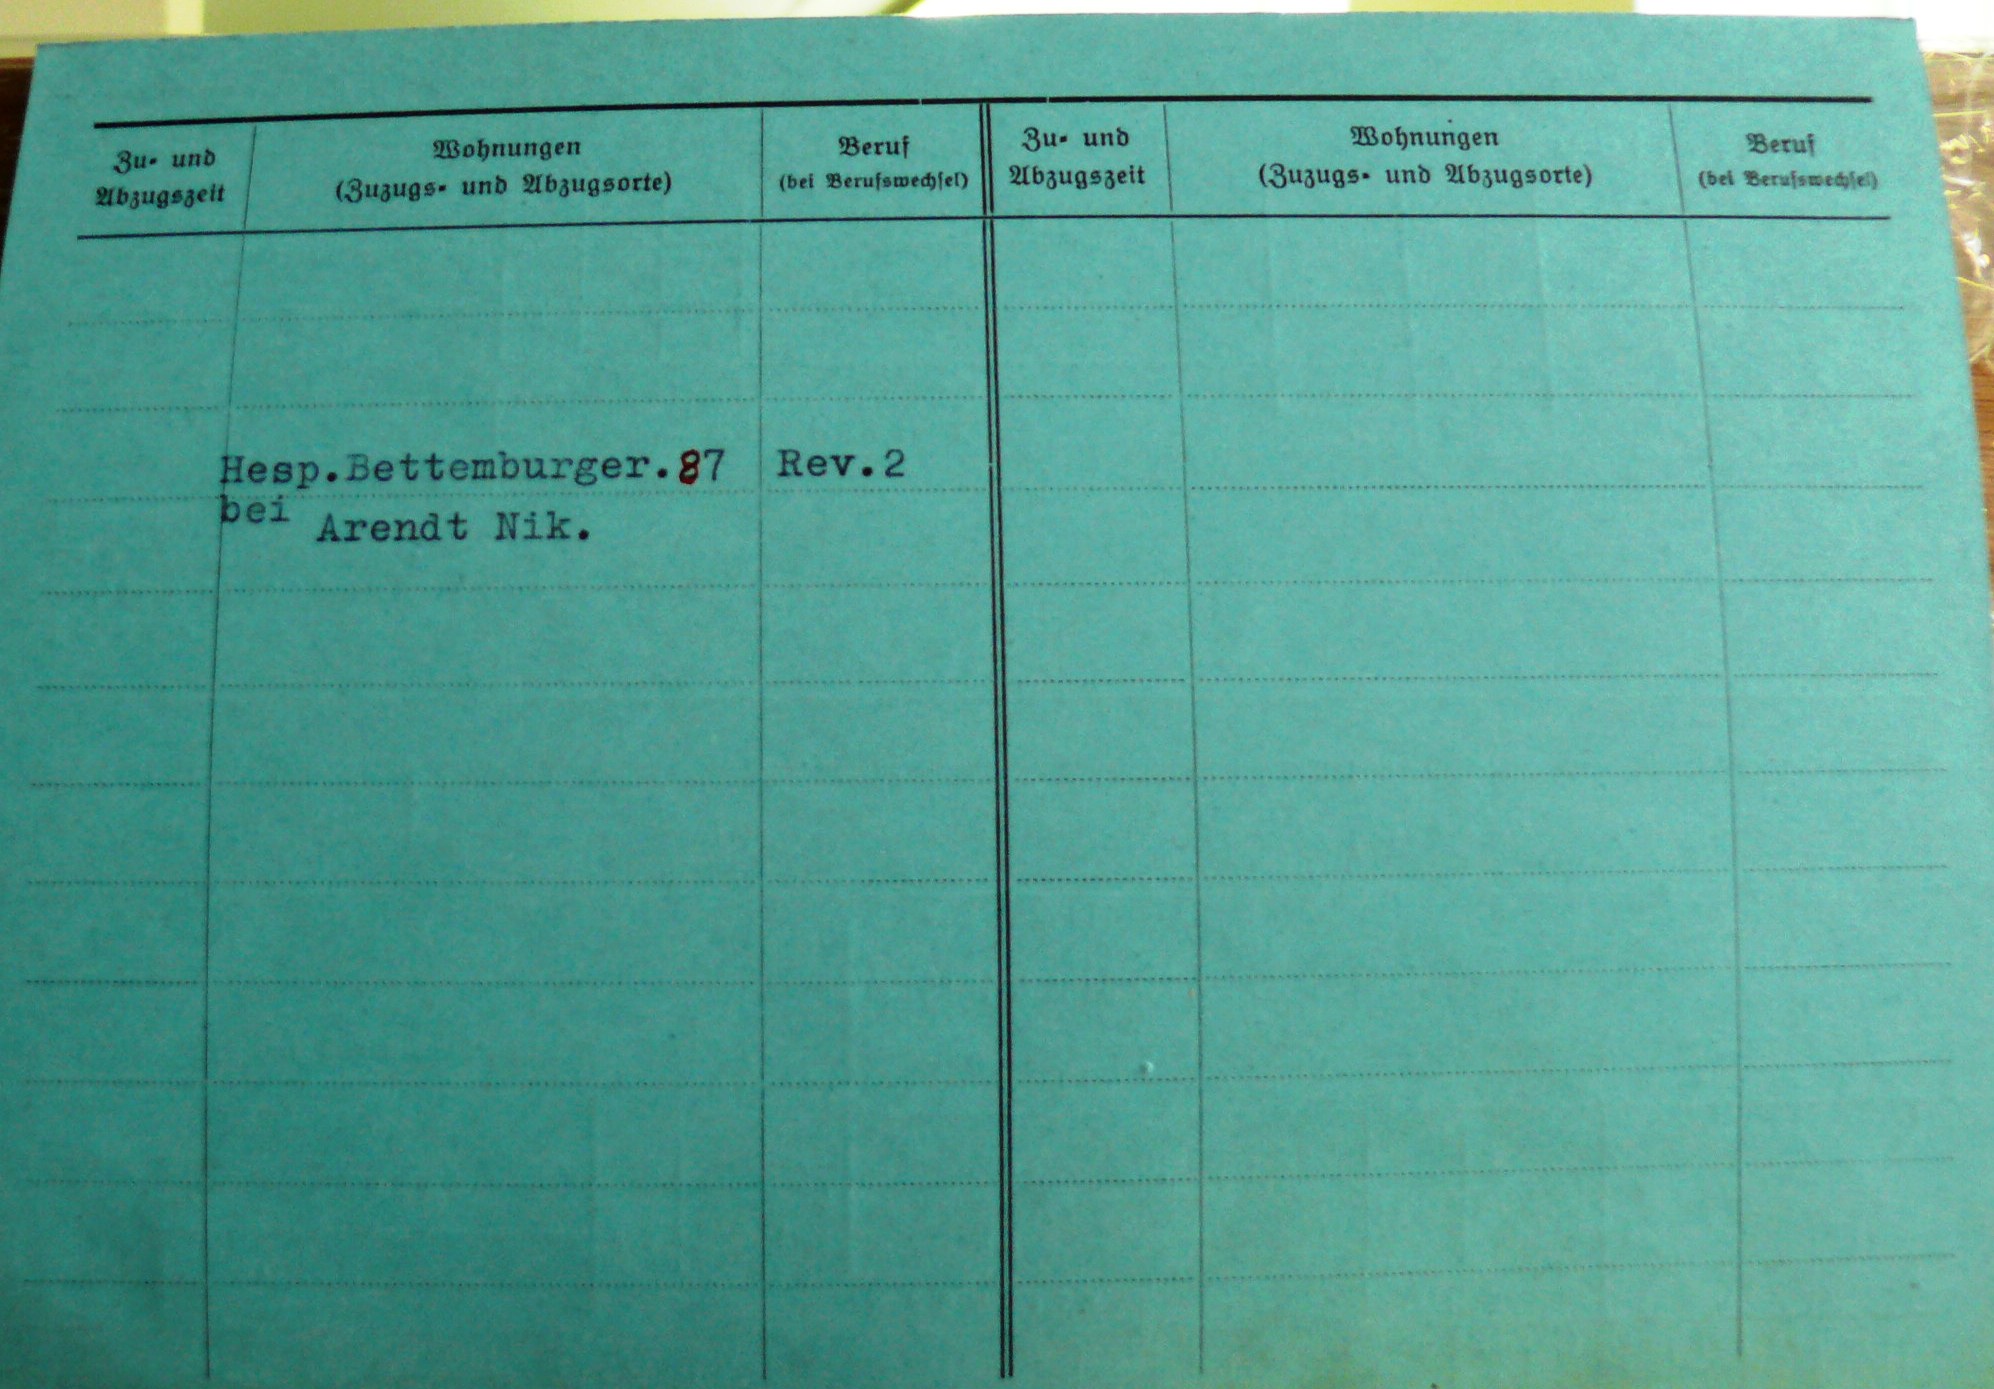 Zu- und
Abzugszeit
Wohnungen
(Zuzugs- und Abzugsorte)
Beruf
(bei Berufswechsel)
Zu- und
Abzugszeit
Wohnungen
(Zuzugs- und Abzugsorte)
Beruf
(bei Berufswechsel)
Hesp.Bettemburger.87 Rev.2
bei
Arendt Nik.